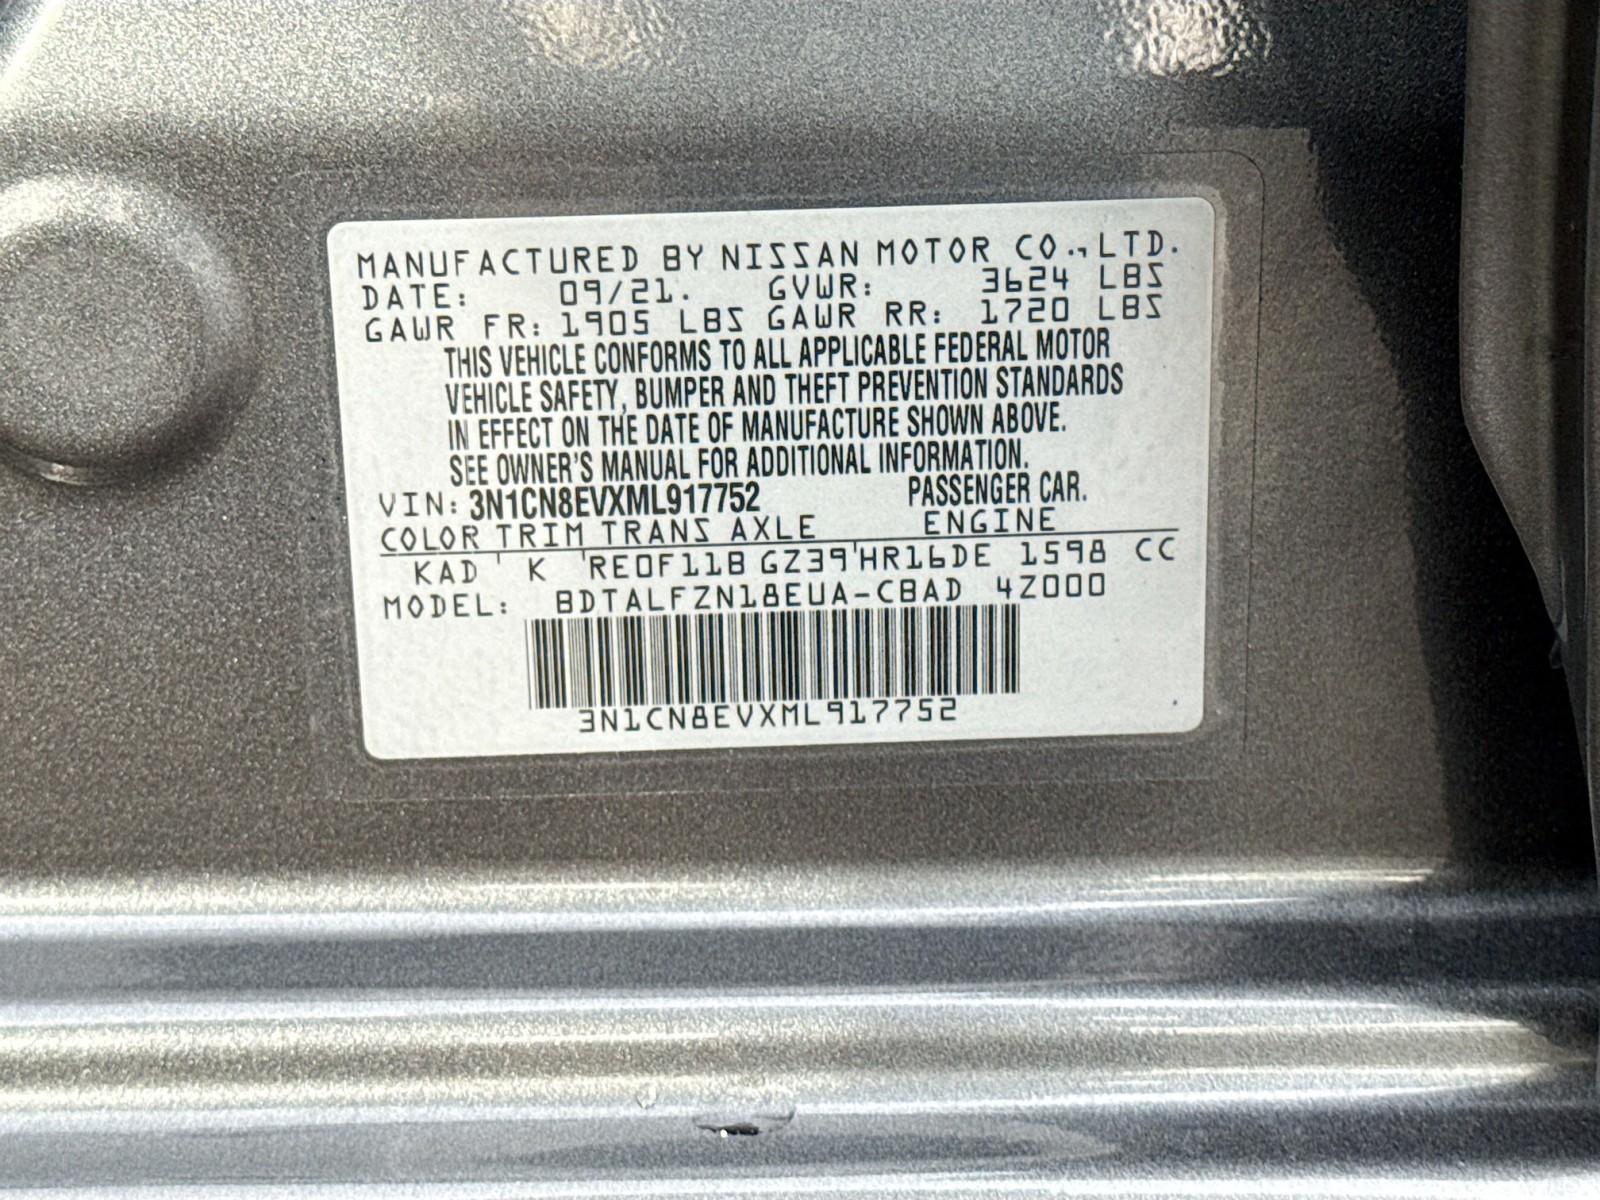 MANUFACTURED BY NISSAN MOTOR CO., LTD.
DATE: 09/21. GVWR: 3624 LBS
GAWR FR: 1905 LBS GAWR RR: 1720 LBS
THIS VEHICLE CONFORMS TO ALL APPLICABLE FEDERAL MOTOR
VEHICLE SAFETY, BUMPER AND THEFT PREVENTION STANDARDS
IN EFFECT ON THE DATE OF MANUFACTURE SHOWN ABOVE.
SEE OWNER'S MANUAL FOR ADDITIONAL INFORMATION.
VIN: 3N1CN8EVXML917752 PASSENGER CAR.
COLOR TRIM TRANS AXLE ENGINE
KAD ' K 'RE0F11B GZ39'HR16DE 1598 CC
MODEL: BDTALFZN18EUA-CBAD 4Z000
3N1CN8EVXML917752